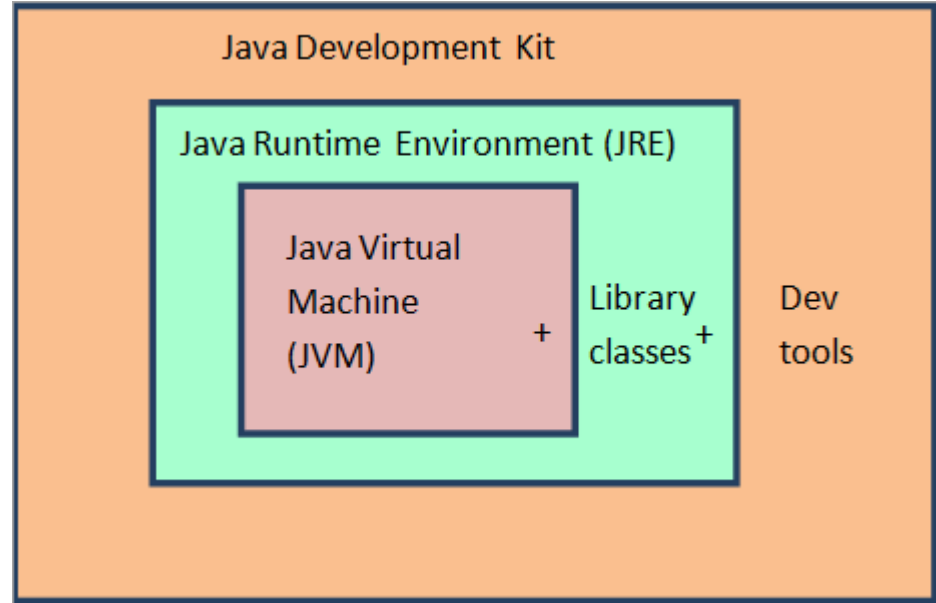 Java Development Kit
Java Runtime Environment (JRE)
Java Virtual
Machine
(JVM)
+
Library
classes
+
Dev
tools